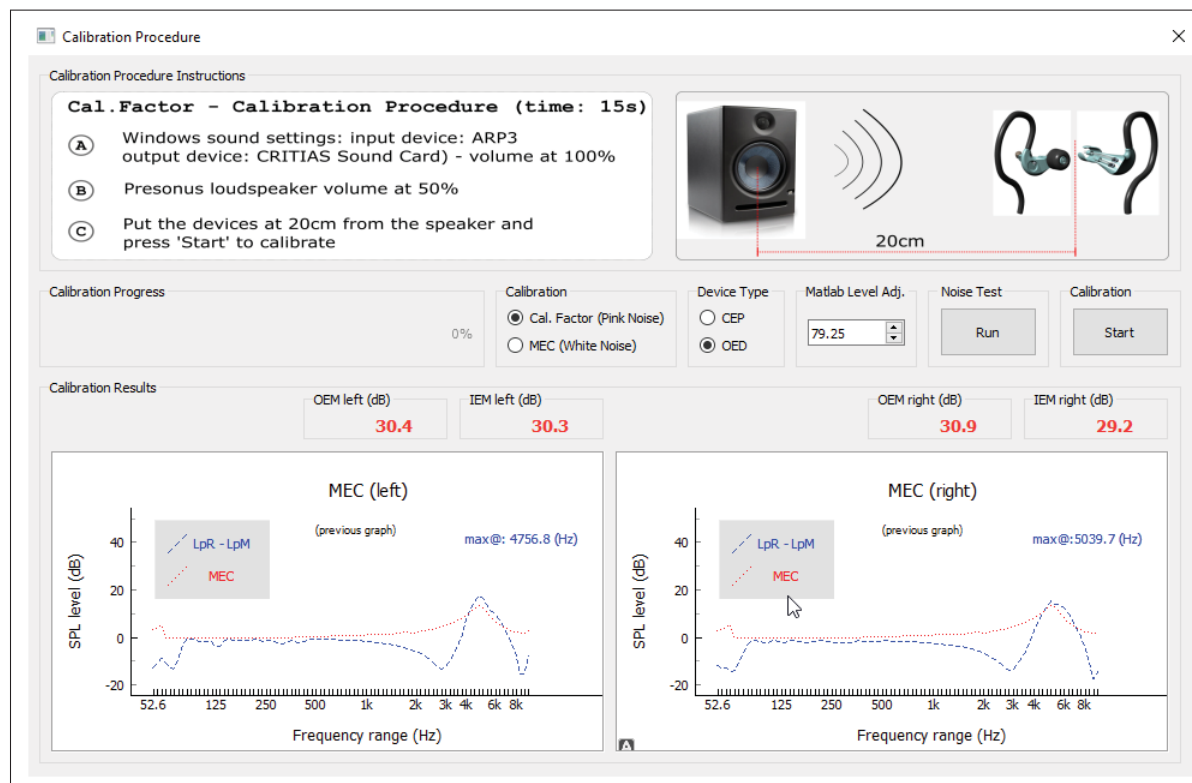 Calibration Procedure
Calibration Procedure Instructions
Cal.Factor - Calibration Procedure (time: 15s)
A Windows sound settings: input device: ARP3
output device: CRITIAS Sound Card) - volume at 100%
B Presonus loudspeaker volume at 50%
C Put the devices at 20cm from the speaker and
press 'Start' to calibrate
20cm
Calibration Progress
0%
Calibration
Cal. Factor (Pink Noise)
MEC (White Noise)
Device Type
CEP
OED
Matlab Level Adj.
79.25
Noise Test
Run
Calibration
Start
Calibration Results
OEM left (dB)
30.4
IEM left (dB)
30.3
OEM right (dB)
30.9
IEM right (dB)
29.2
MEC (left)
(previous graph)
max@: 4756.8 (Hz)
LpR - LpM
MEC
SPL level (dB)
40
20
0
-20
52.6 125 250 500 1k 2k 3k 4k 6k 8k
Frequency range (Hz)
MEC (right)
(previous graph)
max@:5039.7 (Hz)
LpR - LpM
MEC
SPL level (dB)
40
20
0
-20
52.6 125 250 500 1k 2k 3k 4k 6k 8k
Frequency range (Hz)
A